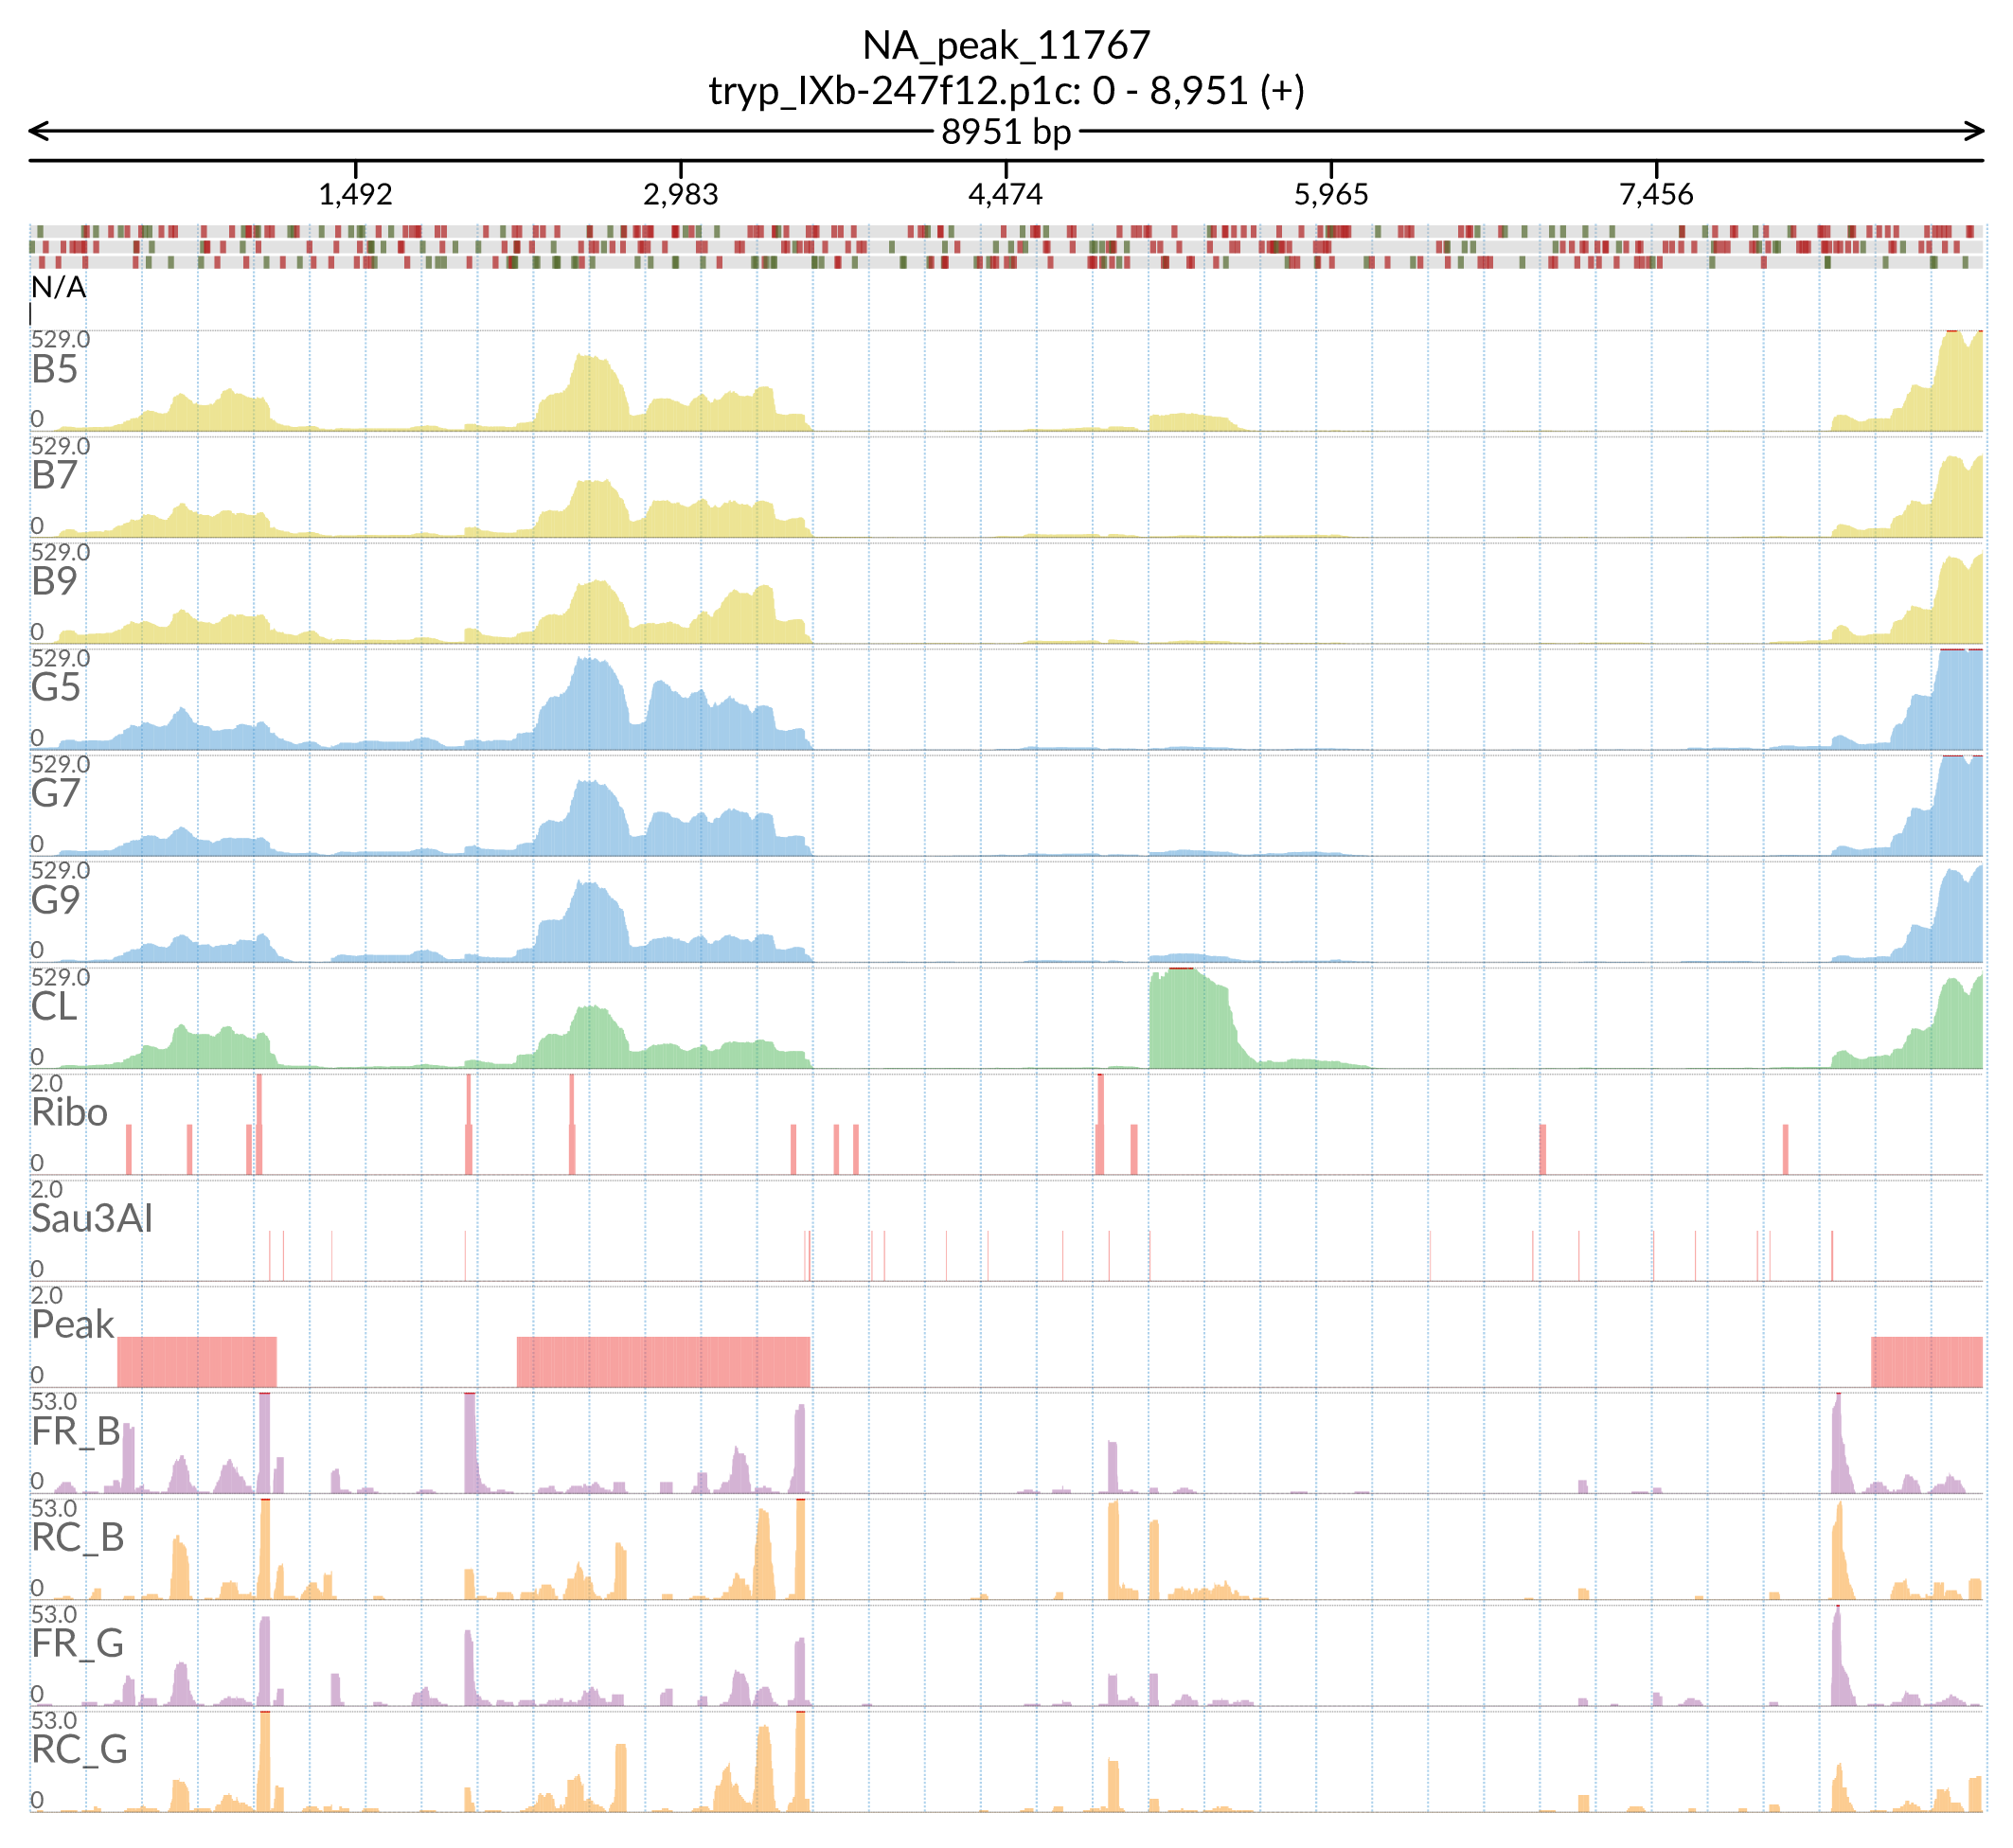 NA_peak_11767
tryp_IXb-247f12.p1c: 0 - 8,951 (+)
8951 bp
1,492 2,983 4,474 5,965 7,456
N/A
529.0
B5
0
529.0
B7
0
529.0
B9
0
529.0
G5
0
529.0
G7
0
529.0
G9
0
529.0
CL
0
2.0
Ribo
0
2.0
Sau3AI
0
2.0
Peak
0
53.0
FR_B
0
53.0
RC_B
0
53.0
FR_G
0
53.0
RC_G
0